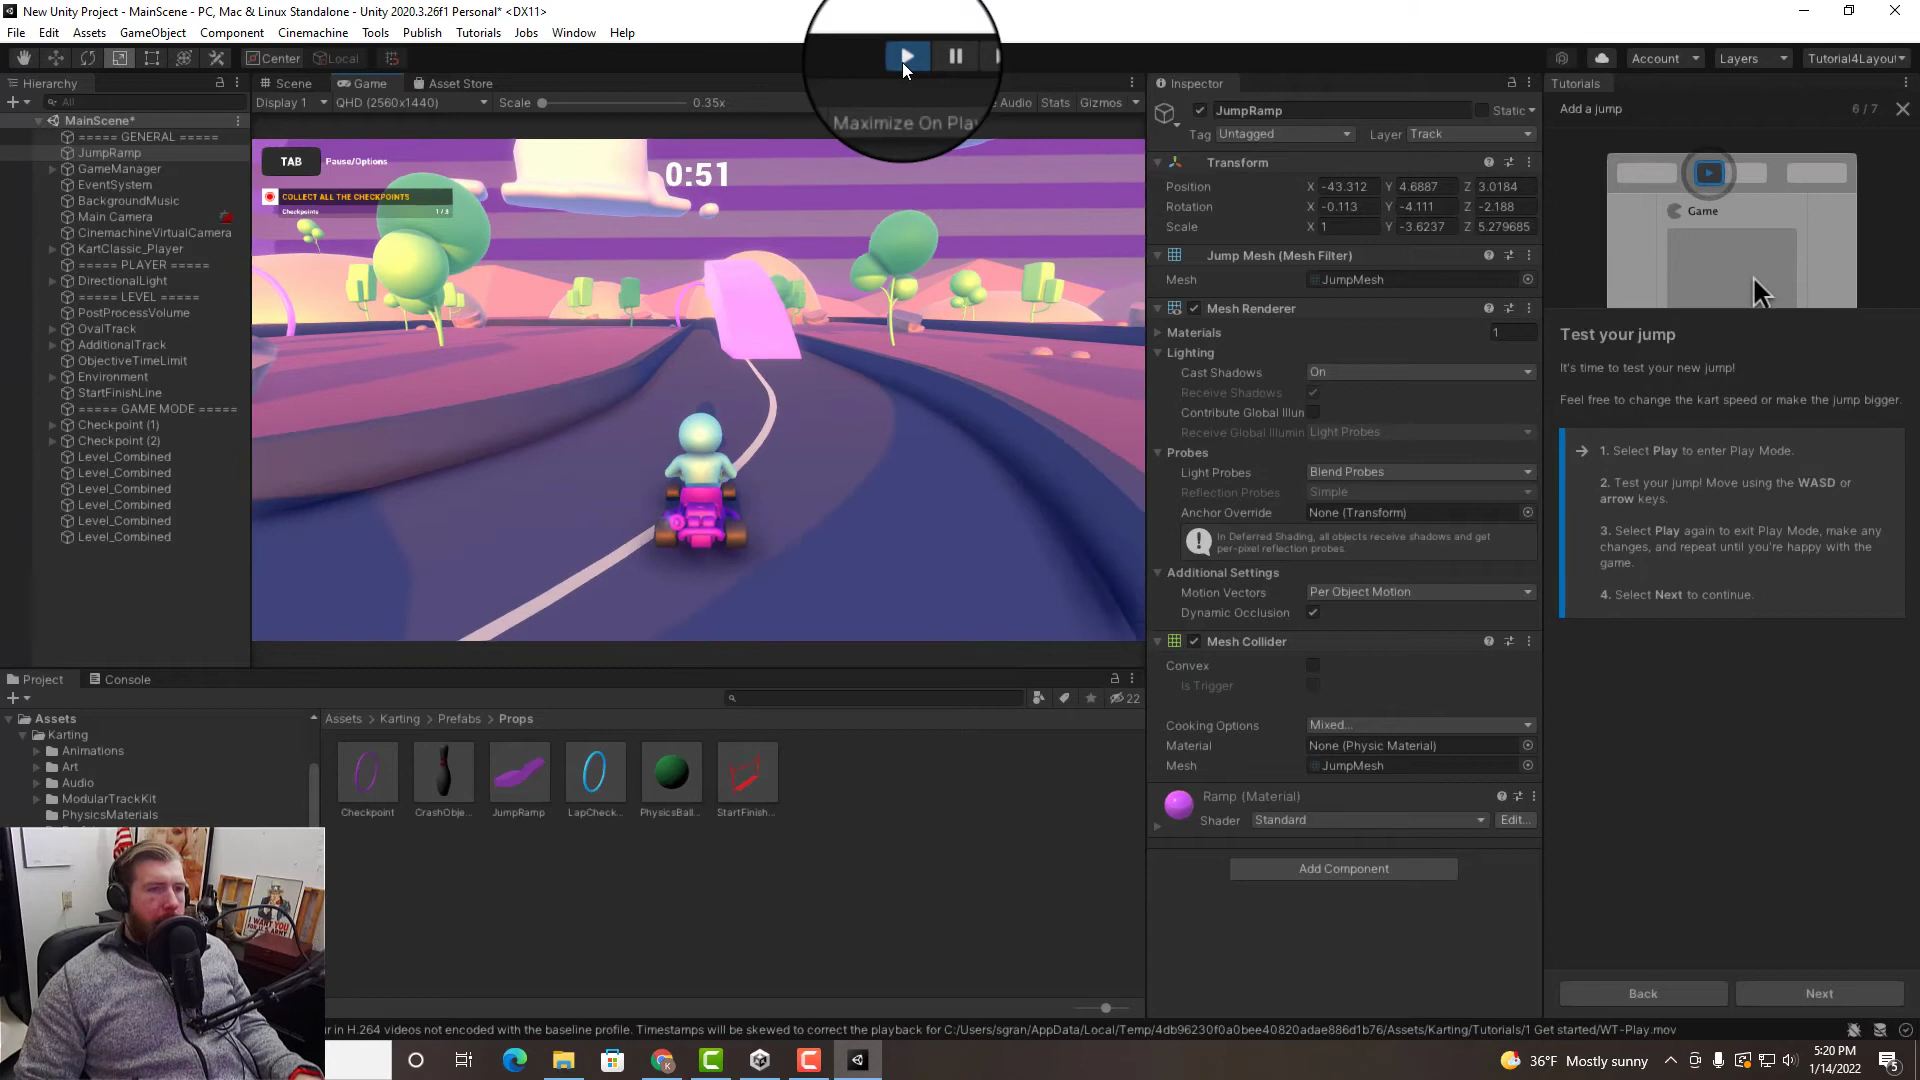 New Unity Project - MainScene - PC, Mac & Linux Standalone - Unity 2020.3.26f1 Personal* <DX11>
File Edit Assets GameObject Component Cinemachine Tools Publish Tutorials Jobs Window Help
Center Local Account Layers
Hierarchy
All
MainScene*
===== GENERAL =====
JumpRamp
GameManager
EventSystem
BackgroundMusic
Main Camera
CinemachineVirtualCamera
KartClassic_Player
===== PLAYER =====
DirectionalLight
===== LEVEL =====
PostProcessVolume
OvalTrack
AdditionalTrack
ObjectiveTimeLimit
Environment
StartFinishLine
===== GAME MODE =====
Checkpoint (1)
Checkpoint (2)
Level_Combined
Level_Combined
Level_Combined
Level_Combined
Level_Combined
Level_Combined
Scene Game Asset Store
Display 1 QHD (2560x1440) Scale 0.35x Audio Stats Gizmos
Maximize On Play
TAB Pause/Options
0:51
COLLECT ALL THE CHECKPOINTS
Checkpoints
Inspector
JumpRamp Static
Tag Untagged Layer Track
Transform
Position X -43.312 Y 4.6887 Z 3.0184
Rotation X -0.113 Y -4.111 Z -2.188
Scale X 1 Y -3.6237 Z 5.279685
Jump Mesh (Mesh Filter)
Mesh JumpMesh
Mesh Renderer
Materials 1
Lighting
Cast Shadows On
Receive Shadows
Contribute Global Illun
Receive Global Illumin Light Probes
Probes
Light Probes Blend Probes
Reflection Probes Simple
Anchor Override None (Transform)
In Deferred Shading, all objects receive shadows and get
per-pixel reflection probes.
Additional Settings
Motion Vectors Per Object Motion
Dynamic Occlusion
Mesh Collider
Convex
Is Trigger
Cooking Options Mixed...
Material None (Physic Material)
Mesh JumpMesh
Ramp (Material)
Shader Standard Edit...
Add Component
Tutorials
Add a jump 6 / 7
Game
Test your jump
It's time to test your new jump!
Feel free to change the kart speed or make the jump bigger.
1. Select Play to enter Play Mode.
2. Test your jump! Move using the WASD or
arrow keys.
3. Select Play again to exit Play Mode, make any
changes, and repeat until you're happy with the
game.
4. Select Next to continue.
Back Next
Project Console
22
Assets
Karting
Animations
Art
Audio
ModularTrackKit
PhysicsMaterials
Assets > Karting > Prefabs > Props
Checkpoint CrashObje... JumpRamp LapCheck... PhysicsBall... StartFinish...
I WANT YOU
ur in H.264 videos not encoded with the baseline profile. Timestamps will be skewed to correct the playback for C:/Users/sgran/AppData/Local/Temp/4db96230f0a0bee40820adae886d1b76/Assets/Karting/Tutorials/1 Get started/WT-Play.mov
36°F Mostly sunny
5:20 PM
1/14/2022
5